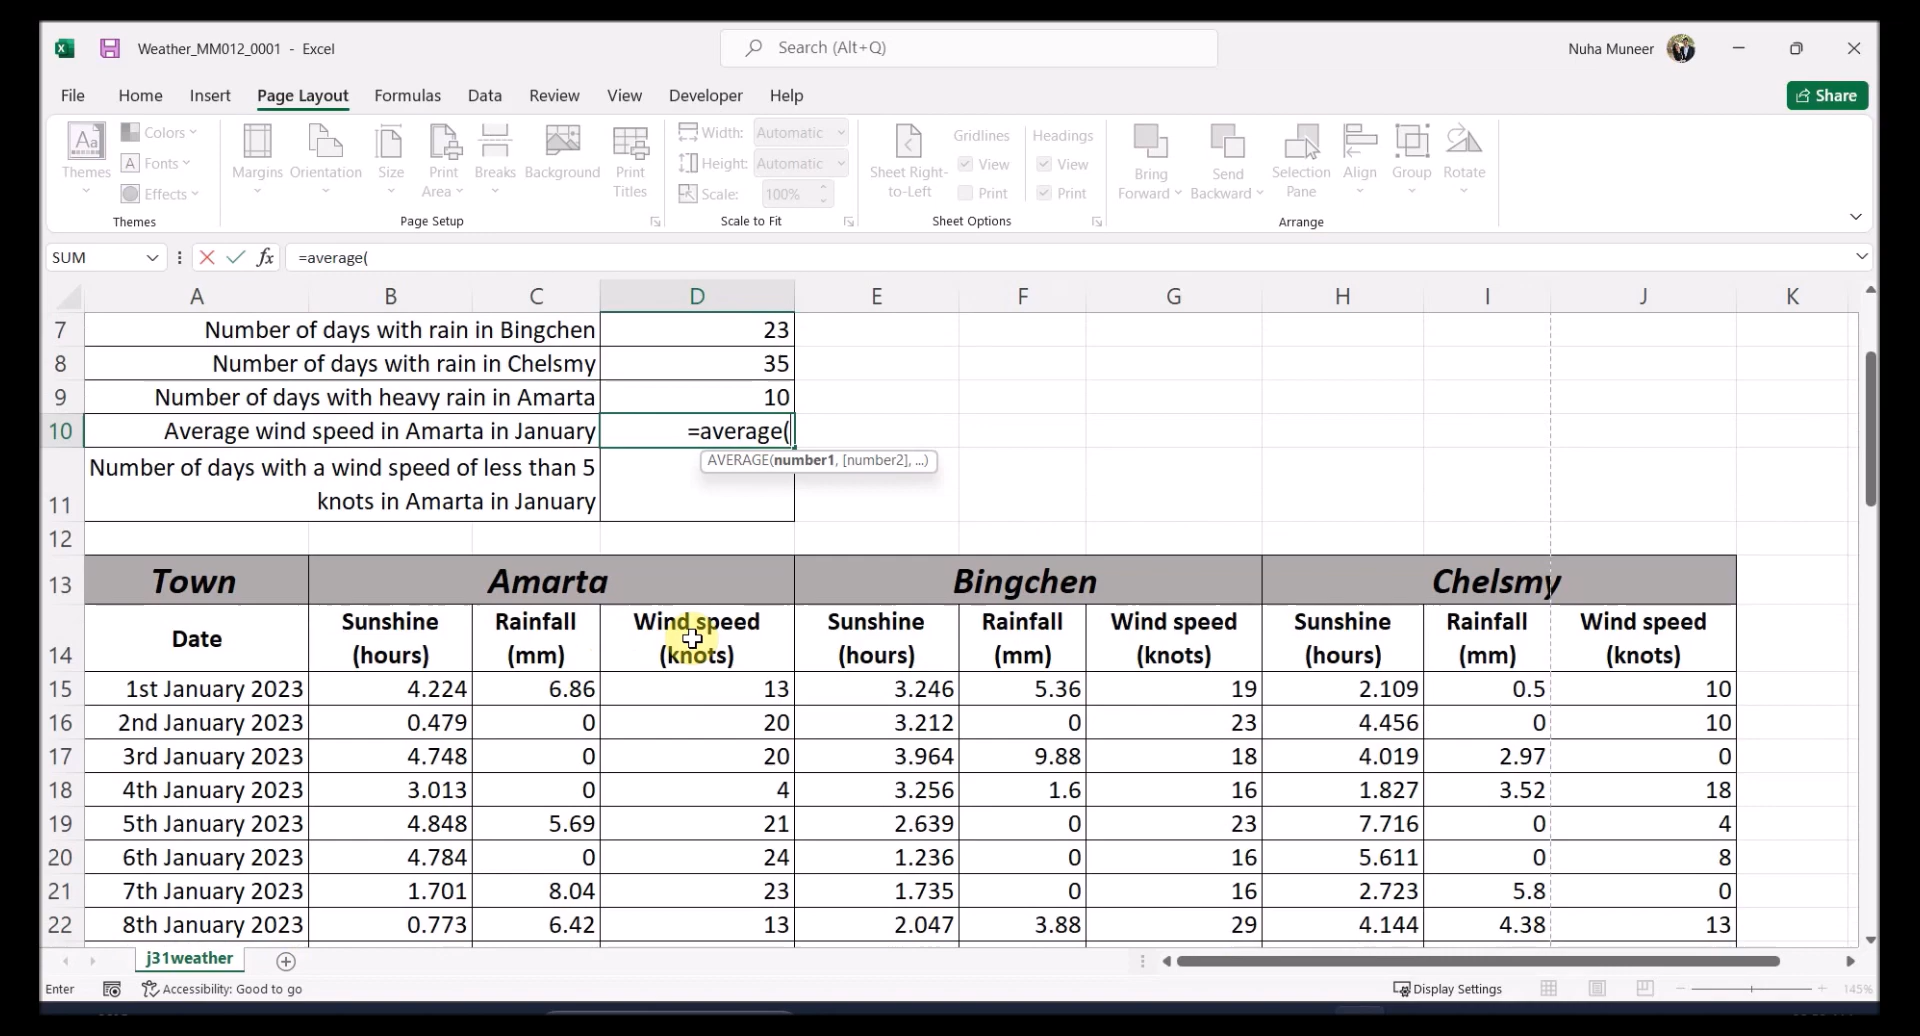 Weather_MM012_0001 - Excel
Search (Alt+Q)
Nuha Muneer
File Home Insert Page Layout Formulas Data Review View Developer Help
Share
Themes
Colors
Fonts
Effects
Themes
Margins
Orientation
Size
Print Area
Breaks
Background
Print Titles
Page Setup
Width: Automatic
Height: Automatic
Scale: 100%
Scale to Fit
Sheet Right-to-Left
Gridlines
View
Print
Headings
View
Print
Sheet Options
Bring Forward
Send Backward
Selection Pane
Align
Group
Rotate
Arrange
SUM fx =average(
A B C D E F G H I J K
7 Number of days with rain in Bingchen 23
8 Number of days with rain in Chelsmy 35
9 Number of days with heavy rain in Amarta 10
10 Average wind speed in Amarta in January =average(
AVERAGE(number1, [number2], ...)
Number of days with a wind speed of less than 5
11 knots in Amarta in January
12
13 Town Amarta Bingchen Chelsmy
14 Date Sunshine (hours) Rainfall (mm) Wind speed (knots) Sunshine (hours) Rainfall (mm) Wind speed (knots) Sunshine (hours) Rainfall (mm) Wind speed (knots)
15 1st January 2023 4.224 6.86 13 3.246 5.36 19 2.109 0.5 10
16 2nd January 2023 0.479 0 20 3.212 0 23 4.456 0 10
17 3rd January 2023 4.748 0 20 3.964 9.88 18 4.019 2.97 0
18 4th January 2023 3.013 0 4 3.256 1.6 16 1.827 3.52 18
19 5th January 2023 4.848 5.69 21 2.639 0 23 7.716 0 4
20 6th January 2023 4.784 0 24 1.236 0 16 5.611 0 8
21 7th January 2023 1.701 8.04 23 1.735 0 16 2.723 5.8 0
22 8th January 2023 0.773 6.42 13 2.047 3.88 29 4.144 4.38 13
j31weather
Enter
Accessibility: Good to go
Display Settings
145%